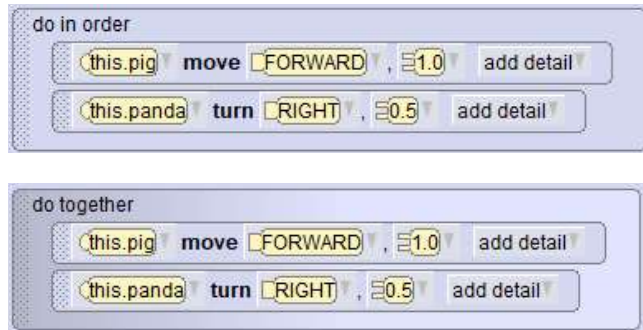 do in order
this.pig move FORWARD , 1.0 add detail
this.panda turn RIGHT , 0.5 add detail
do together
this.pig move FORWARD , 1.0 add detail
this.panda turn RIGHT , 0.5 add detail